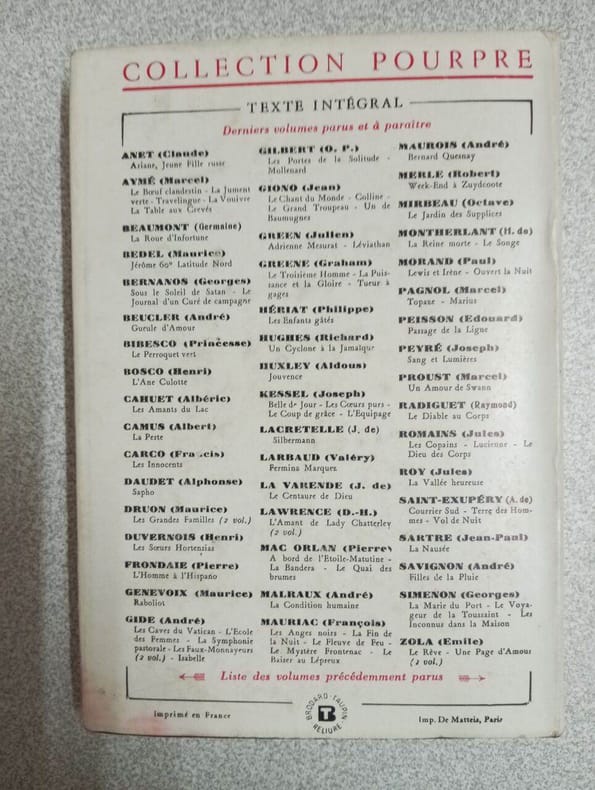 COLLECTION POURPRE
TEXTE INTÉGRAL
Derniers volumes parus et à paraître
ANET (Claude)
Ariane, Jeune Fille russe
AYMÉ (Marcel)
Le Bœuf clandestin - La Jument
verte - Travelingue - La Vouivre
La Table aux Crevés
BEAUMONT (Germaine)
La Roue d'Infortune
BEDEL (Maurice)
Jérôme 60° Latitude Nord
BERNANOS (Georges)
Sous le Soleil de Satan - Le
Journal d'un Curé de campagne
BEUCLER (André)
Gueule d'Amour
BIBESCO (Princesse)
Le Perroquet vert
BOSCO (Henri)
L'Ane Culotte
CAHUET (Albéric)
Les Amants du Lac
CAMUS (Albert)
La Peste
CARCO (Francis)
Les Innocents
DAUDET (Alphonse)
Sapho
DRUON (Maurice)
Les Grandes Familles (2 vol.)
DUVERNOIS (Henri)
Les Sœurs Hortensias
FRONDAIE (Pierre)
L'Homme à l'Hispano
GENEVOIX (Maurice)
Raboliot
GIDE (André)
Les Caves du Vatican - L'Ecole
des Femmes - La Symphonie
pastorale - Les Faux-Monnayeurs
(2 vol.) - Isabelle
GILBERT (O. P.)
Les Portes de la Solitude -
Mollenard
GIONO (Jean)
Le Chant du Monde - Colline -
Le Grand Troupeau - Un de
Baumugnes
GREEN (Julien)
Adrienne Mesurat - Léviathan
GREENE (Graham)
Le Troisième Homme - La Puis-
sance et la Gloire - Tueur à
gages
HÉRIAT (Philippe)
Les Enfants gâtés
HUGHES (Richard)
Un Cyclone à la Jamaïque
HUXLEY (Aldous)
Jouvence
KESSEL (Joseph)
Belle de Jour - Les Cœurs purs -
Le Coup de grâce - L'Equipage
LACRETELLE (J. de)
Silbermann
LARBAUD (Valéry)
Fermina Marquez
LA VARENDE (J. de)
Le Centaure de Dieu
LAWRENCE (D.-H.)
L'Amant de Lady Chatterley
(2 vol.)
MAC ORLAN (Pierre)
A bord de l'Etoile-Matutine -
La Bandera - Le Quai des
brumes
MALRAUX (André)
La Condition humaine
MAURIAC (François)
Les Anges noirs - La Fin de
la Nuit - Le Fleuve de Feu -
Le Mystère Frontenac - Le
Baiser au Lépreux
MAUROIS (André)
Bernard Quesnay
MERLE (Robert)
Week-End à Zuydcoote
MIRBEAU (Octave)
Le Jardin des Supplices
MONTHERLANT (H. de)
La Reine morte - Le Songe
MORAND (Paul)
Lewis et Irène - Ouvert la Nuit
PAGNOL (Marcel)
Topaze - Marius
PEISSON (Edouard)
Passage de la Ligne
PEYRÉ (Joseph)
Sang et Lumières
PROUST (Marcel)
Un Amour de Swann
RADIGUET (Raymond)
Le Diable au Corps
ROMAINS (Jules)
Les Copains - Lucienne - Le
Dieu des Corps
ROY (Jules)
La Vallée heureuse
SAINT-EXUPÉRY (A. de)
Courrier Sud - Terre des Hom-
mes - Vol de Nuit
SARTRE (Jean-Paul)
La Nausée
SAVIGNON (André)
Filles de la Pluie
SIMENON (Georges)
La Marie du Port - Le Voya-
geur de la Toussaint - Les
Inconnus dans la Maison
ZOLA (Emile)
Le Rêve - Une Page d'Amour
(2 vol.)
Liste des volumes précédemment parus
Imprimé en France
BRODARD-TAUPIN
RELIURE
Imp. De Matteis, Paris